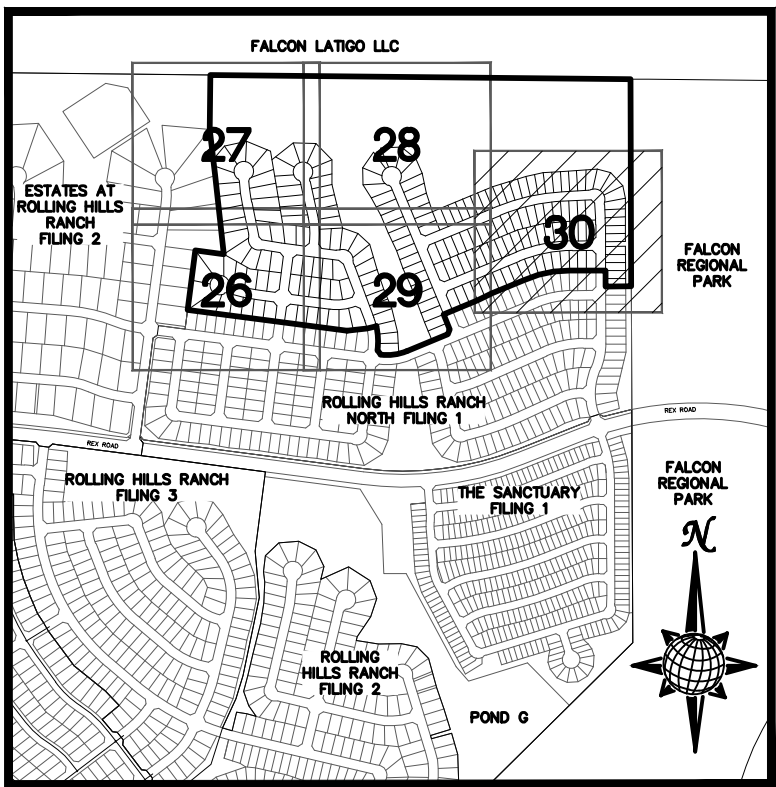 FALCON LATIGO LLC
27
28
ESTATES AT
ROLLING HILLS
RANCH
FILING 2
30
FALCON
REGIONAL
PARK
26
29
ROLLING HILLS RANCH
NORTH FILING 1
REX ROAD
REX ROAD
ROLLING HILLS RANCH
FILING 3
FALCON
REGIONAL
PARK
THE SANCTUARY
FILING 1
N
ROLLING
HILLS RANCH
FILING 2
POND G